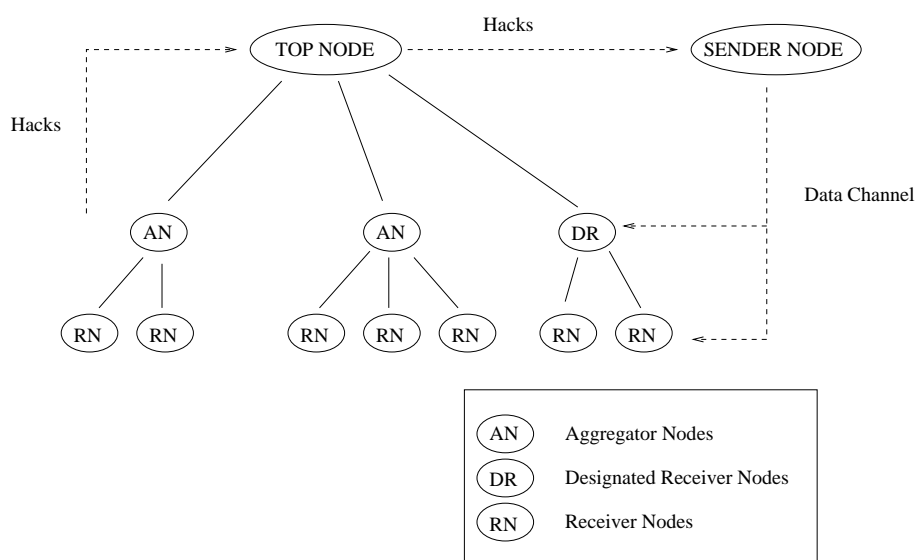 Hacks
TOP NODE
SENDER NODE
Hacks
Data Channel
AN
AN
DR
RN
RN
RN
RN
RN
RN
RN
AN Aggregator Nodes
DR Designated Receiver Nodes
RN Receiver Nodes